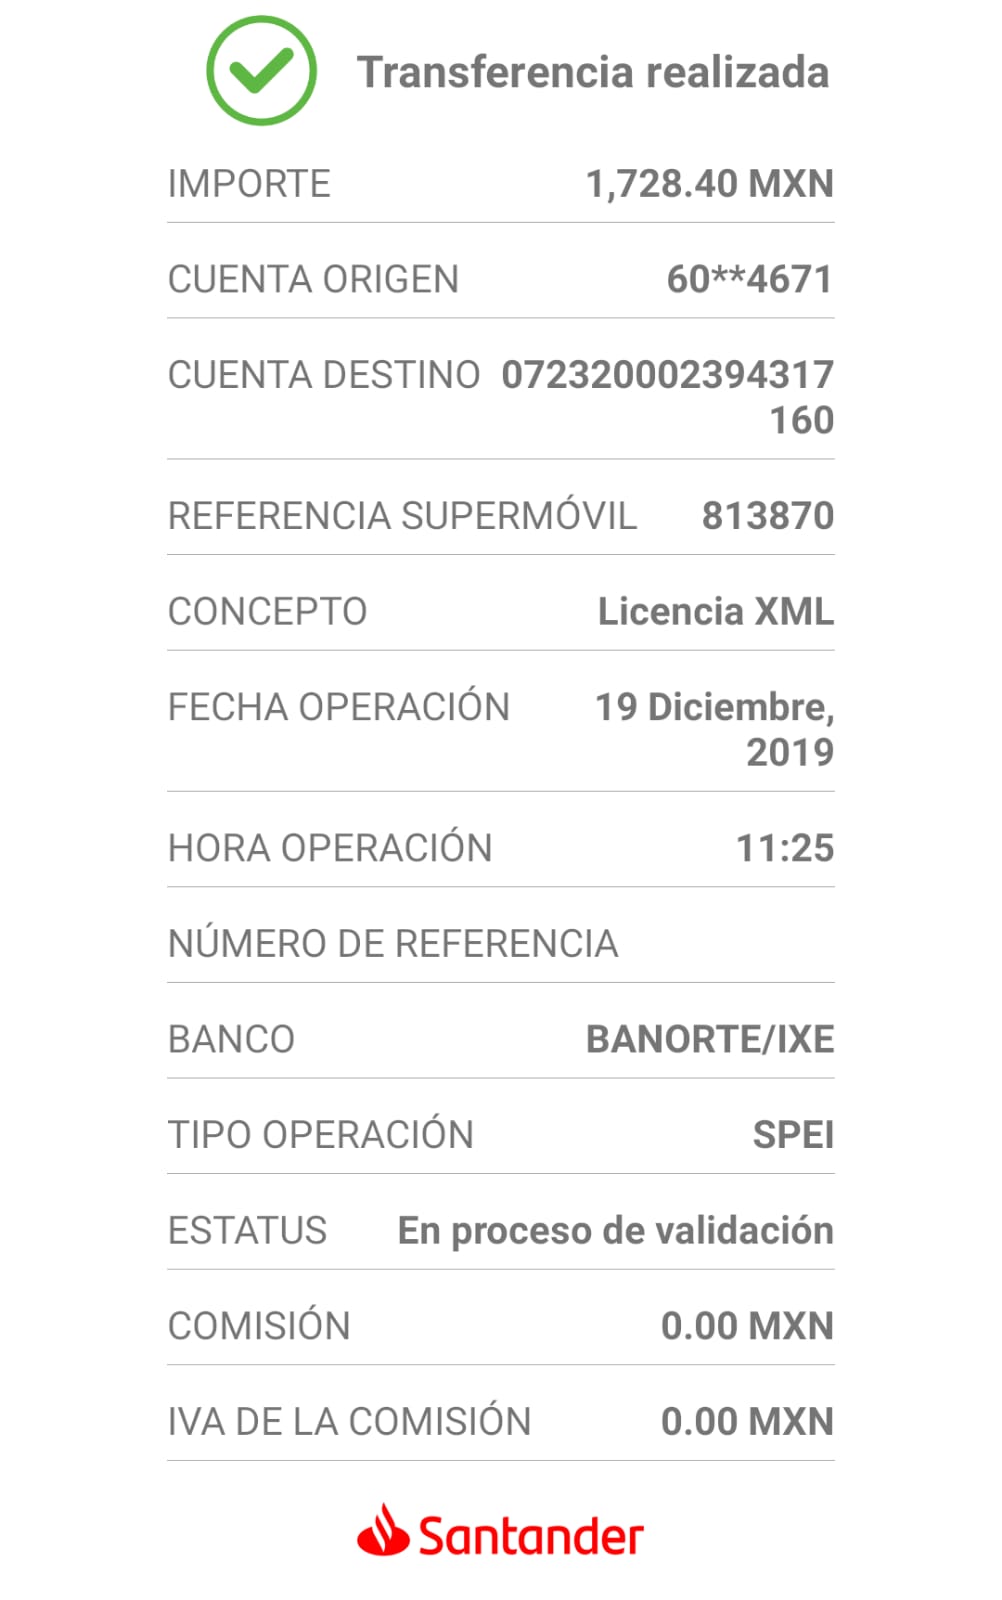 Transferencia realizada
IMPORTE 1,728.40 MXN
CUENTA ORIGEN 60**4671
CUENTA DESTINO 072320002394317
160
REFERENCIA SUPERMÓVIL 813870
CONCEPTO Licencia XML
FECHA OPERACIÓN 19 Diciembre,
2019
HORA OPERACIÓN 11:25
NÚMERO DE REFERENCIA
BANCO BANORTE/IXE
TIPO OPERACIÓN SPEI
ESTATUS En proceso de validación
COMISIÓN 0.00 MXN
IVA DE LA COMISIÓN 0.00 MXN
Santander